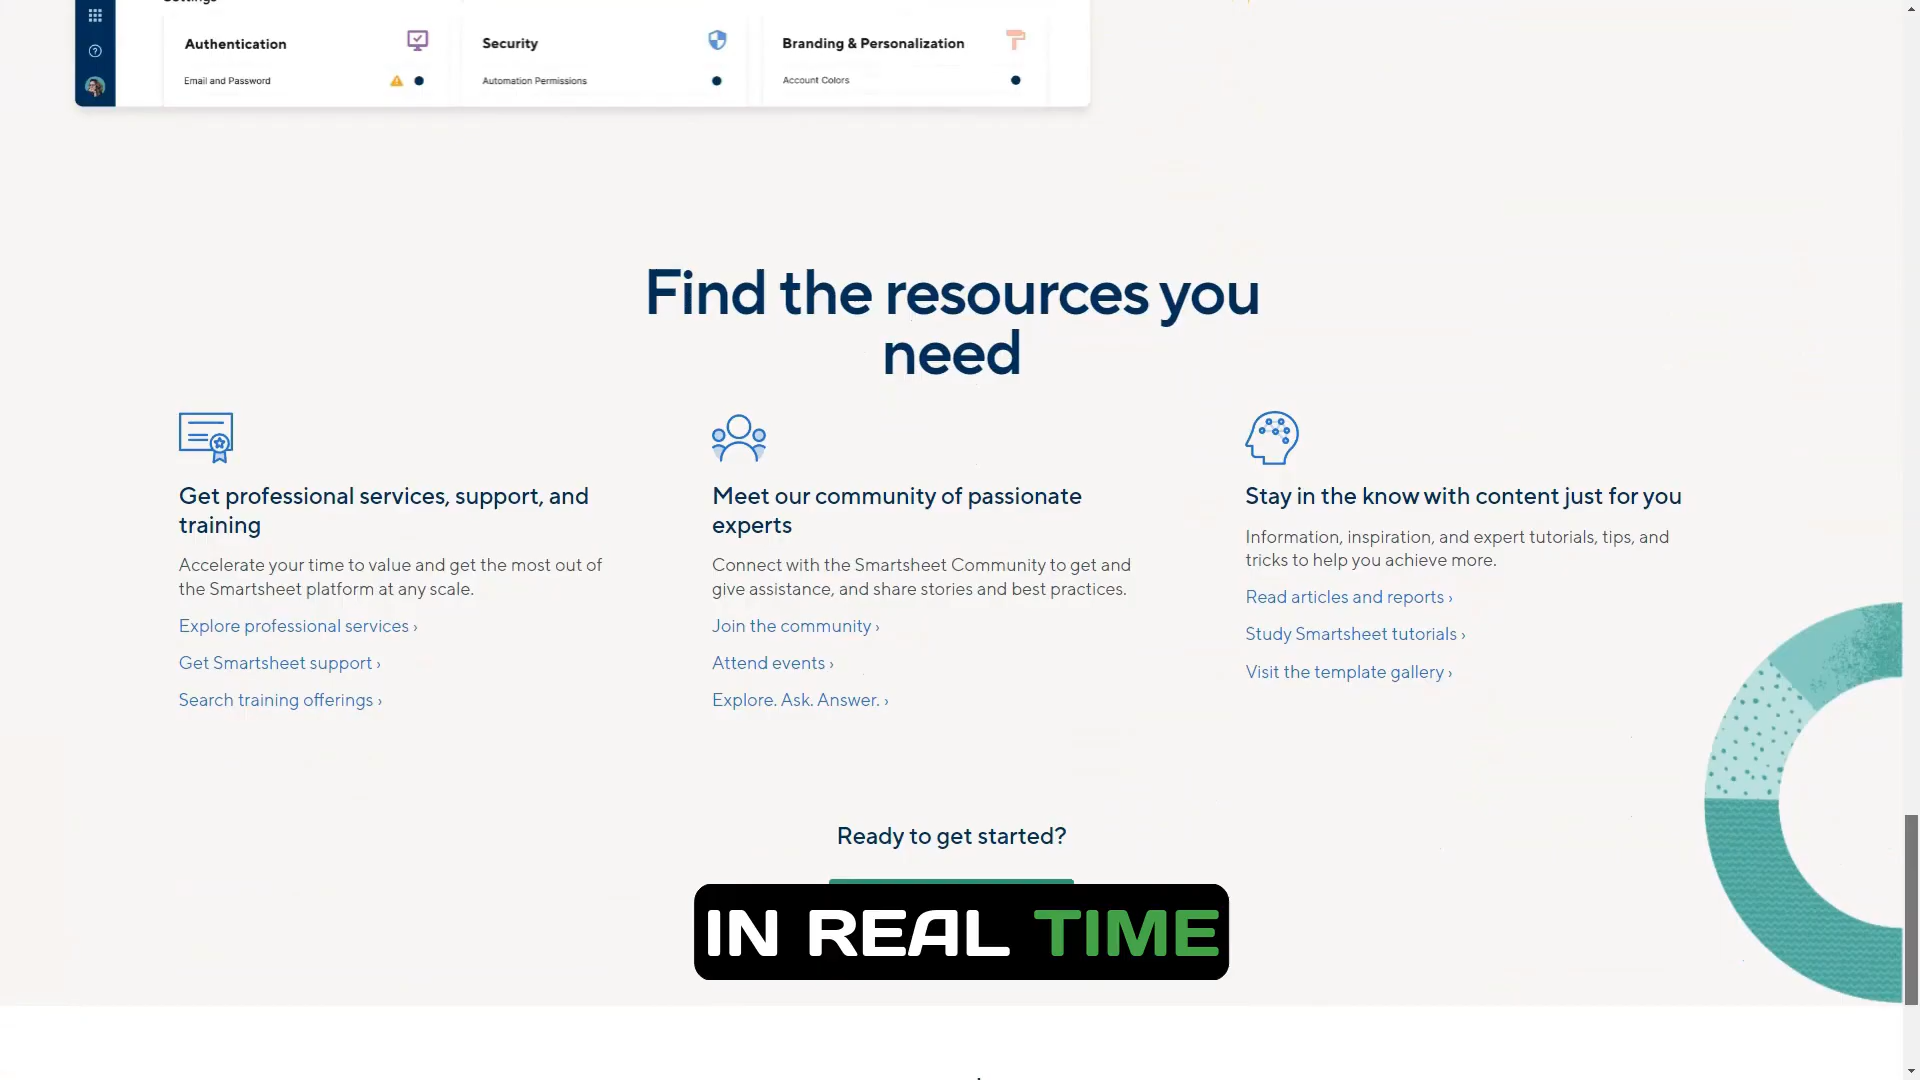 Authentication
Security
Branding & Personalization
Email and Password
Automation Permissions
Account Colors
Find the resources you
need
Get professional services, support, and
training
Accelerate your time to value and get the most out of
the Smartsheet platform at any scale.
Explore professional services ›
Get Smartsheet support ›
Search training offerings ›
Meet our community of passionate
experts
Connect with the Smartsheet Community to get and
give assistance, and share stories and best practices.
Join the community ›
Attend events ›
Explore. Ask. Answer. ›
Stay in the know with content just for you
Information, inspiration, and expert tutorials, tips, and
tricks to help you achieve more.
Read articles and reports ›
Study Smartsheet tutorials ›
Visit the template gallery ›
Ready to get started?
IN REAL TIME